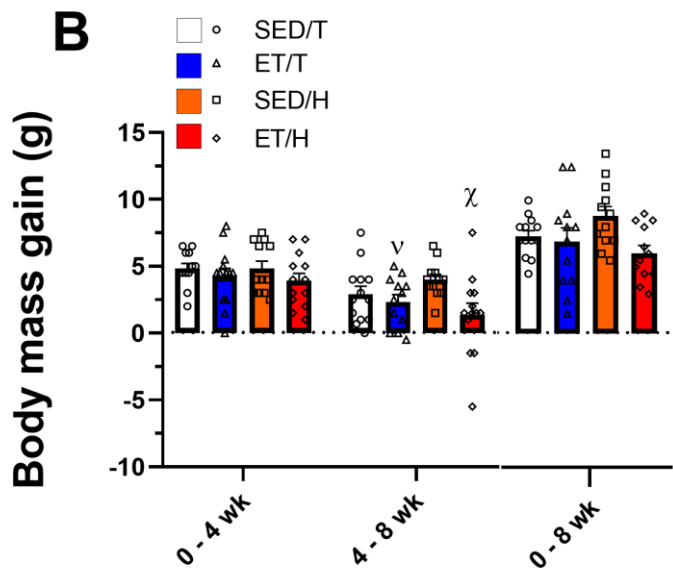 B
SED/T
ET/T
SED/H
ET/H
Body mass gain (g)
15
10
5
0
-5
-10
ν
χ
0 - 4 wk
4 - 8 wk
0 - 8 wk